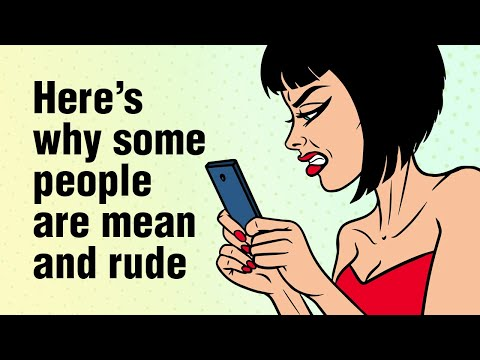 Here’s
why some
people
are mean
and rude